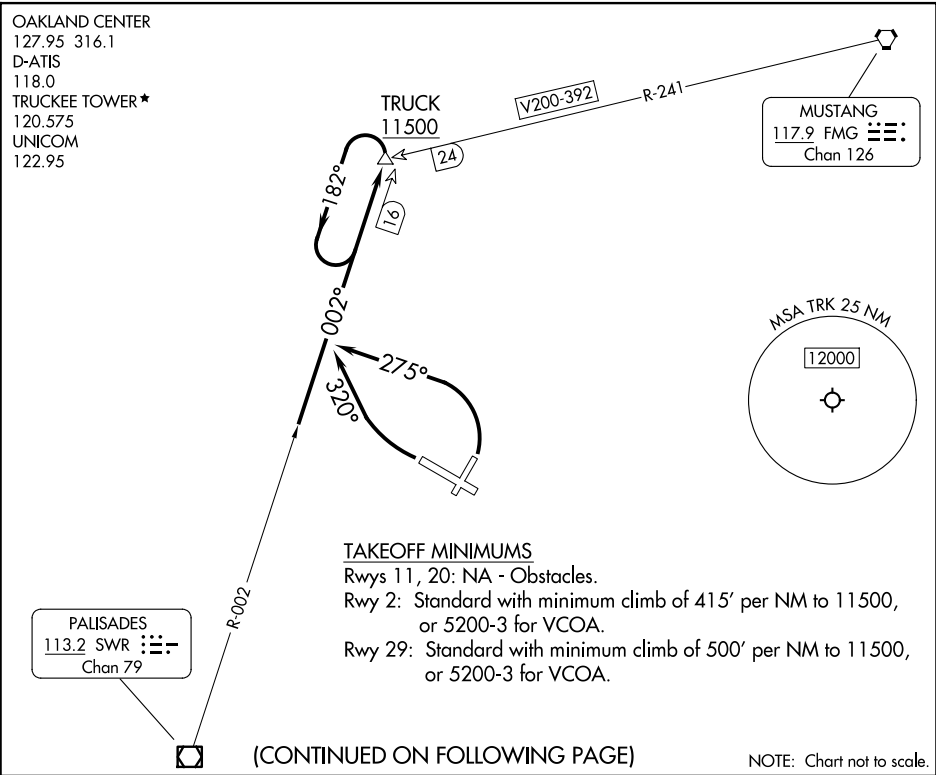 OAKLAND CENTER
127.95 316.1
D-ATIS
118.0
TRUCKEE TOWER★
120.575
UNICOM
122.95
TRUCK
11500
V200-392
R-241
24
MUSTANG
117.9 FMG
Chan 126
182°
16
002°
275°
320°
MSA TRK 25 NM
12000
R-002
PALISADES
113.2 SWR
Chan 79
TAKEOFF MINIMUMS
Rwys 11, 20: NA - Obstacles.
Rwy 2: Standard with minimum climb of 415' per NM to 11500,
or 5200-3 for VCOA.
Rwy 29: Standard with minimum climb of 500' per NM to 11500,
or 5200-3 for VCOA.
(CONTINUED ON FOLLOWING PAGE)
NOTE: Chart not to scale.